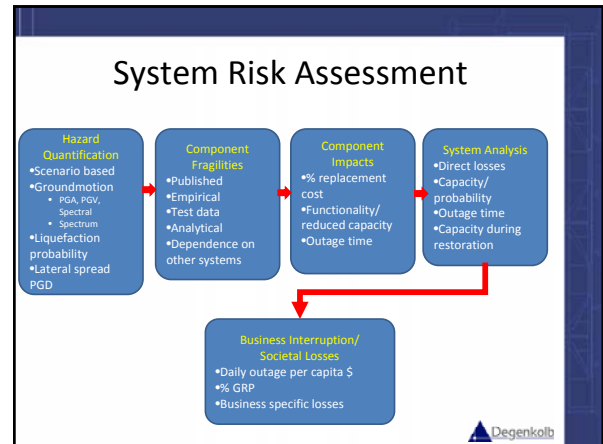 System Risk Assessment
Hazard
Quantification
•Scenario based
•Groundmotion
• PGA, PGV,
Spectral
• Spectrum
•Liquefaction
probability
•Lateral spread
PGD
Component
Fragilities
•Published
•Empirical
•Test data
•Analytical
•Dependence on
other systems
Component
Impacts
•% replacement
cost
•Functionality/
reduced capacity
•Outage time
System Analysis
•Direct losses
•Capacity/
probability
•Outage time
•Capacity during
restoration
Business Interruption/
Societal Losses
•Daily outage per capita $
•% GRP
•Business specific losses
Degenkolb